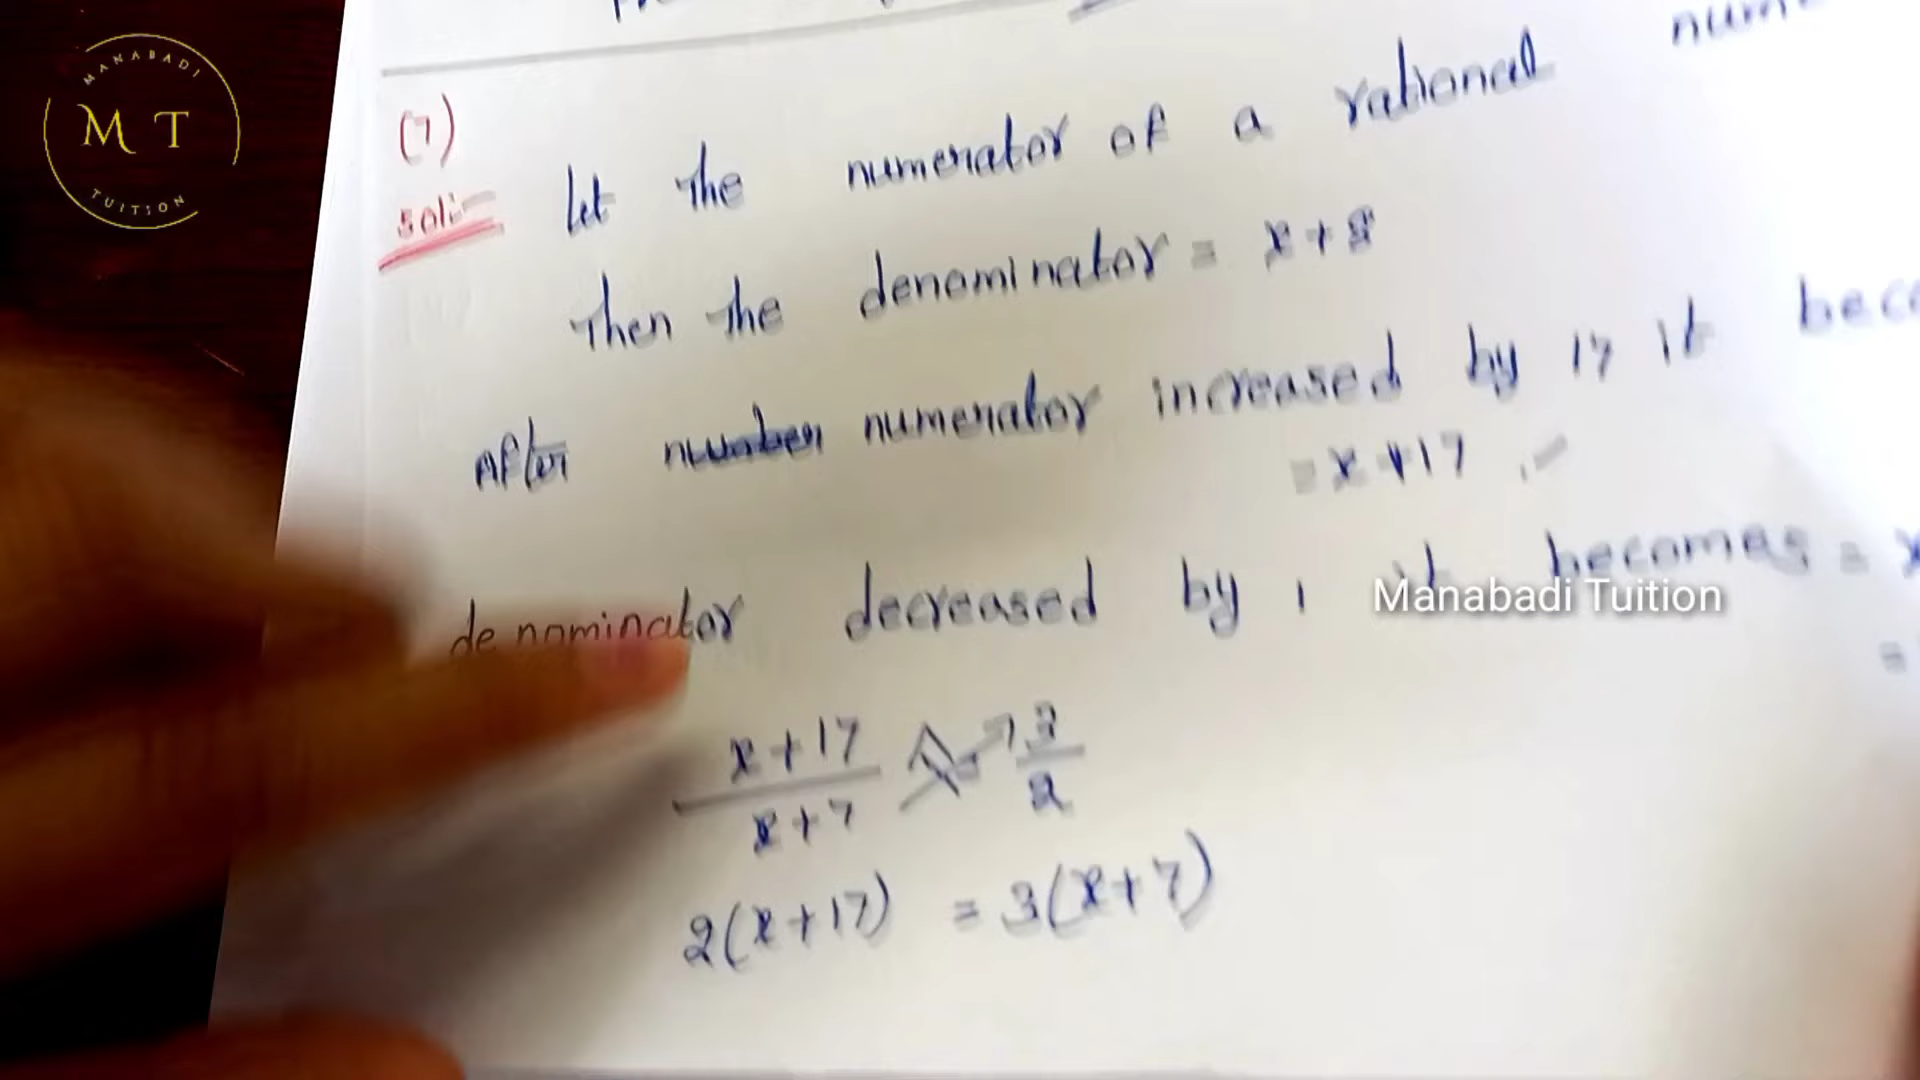 MANABADI
MT
TUITION
(7)
Sol:-
Let the numerator of a rational
Then the denominator = x+8
After number numerator increased by 17 it
= x+17
denominator decreased by 1 it becomes = x
Manabadi Tuition
x+17 3
x+7 2
2(x+17) = 3(x+7)